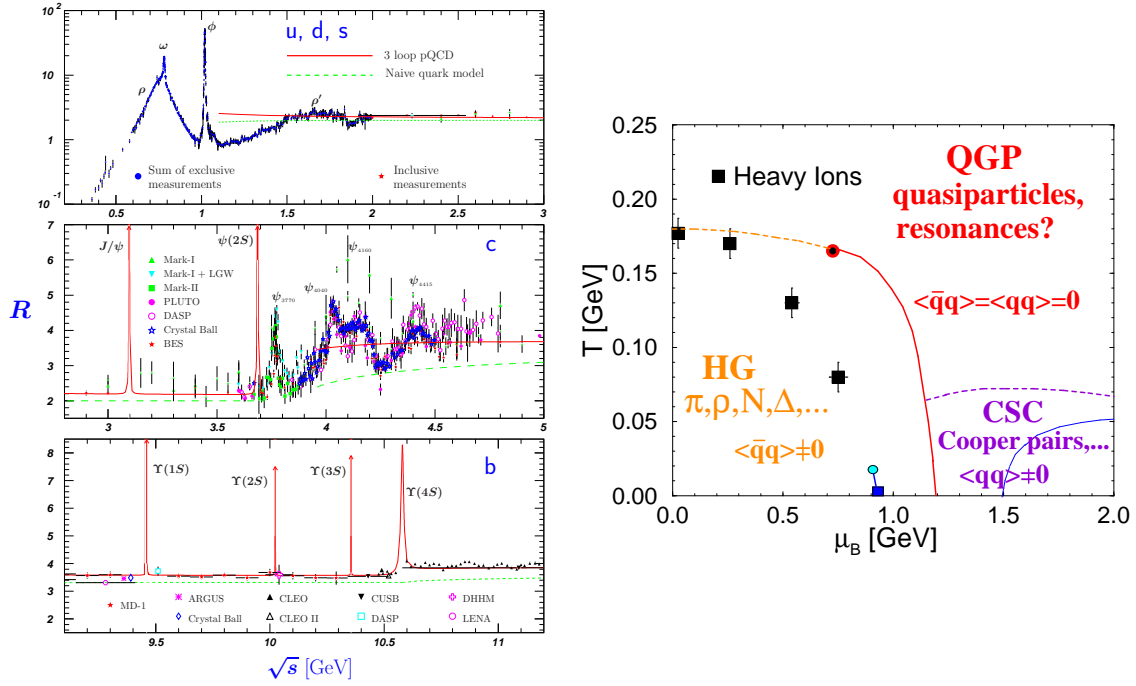 u, d, s
10²
10
1
10⁻¹
ρ
ω
ϕ
ρ′
3 loop pQCD
Naive quark model
Sum of exclusive
measurements
Inclusive
measurements
0.5 1 1.5 2 2.5 3
R
c
J/ψ
ψ(2S)
ψ₃₇₇₀
ψ₄₀₄₀
ψ₄₁₆₀
ψ₄₄₁₅
Mark-I
Mark-I + LGW
Mark-II
PLUTO
DASP
Crystal Ball
BES
7
6
5
4
3
2
3 3.5 4 4.5 5
b
ϒ(1S)
ϒ(2S)
ϒ(3S)
ϒ(4S)
8
7
6
5
4
3
2
MD-1
ARGUS
Crystal Ball
CLEO
CLEO II
CUSB
DASP
DHHM
LENA
9.5 10 10.5 11
√s [GeV]
T [GeV]
0.25
0.20
0.15
0.10
0.05
0.00
Heavy Ions
QGP
quasiparticles,
resonances?
<q̄q>=<qq>=0
HG
π,ρ,N,Δ,...
<q̄q>≠0
CSC
Cooper pairs,...
<qq>≠0
0.0 0.5 1.0 1.5 2.0
μ_B [GeV]